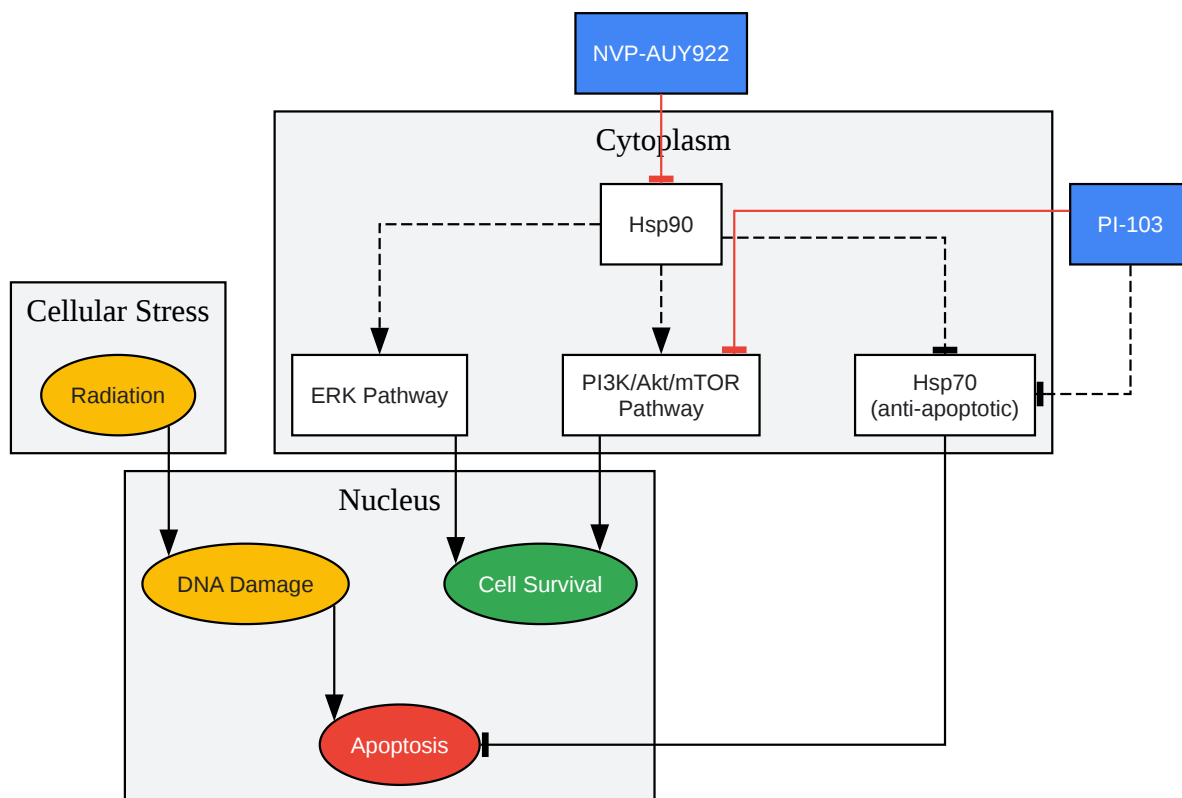 NVP-AUY922
Cytoplasm
Hsp90
PI-103
Cellular Stress
Radiation
ERK Pathway
PI3K/Akt/mTOR
Pathway
Hsp70
(anti-apoptotic)
Nucleus
DNA Damage
Cell Survival
Apoptosis